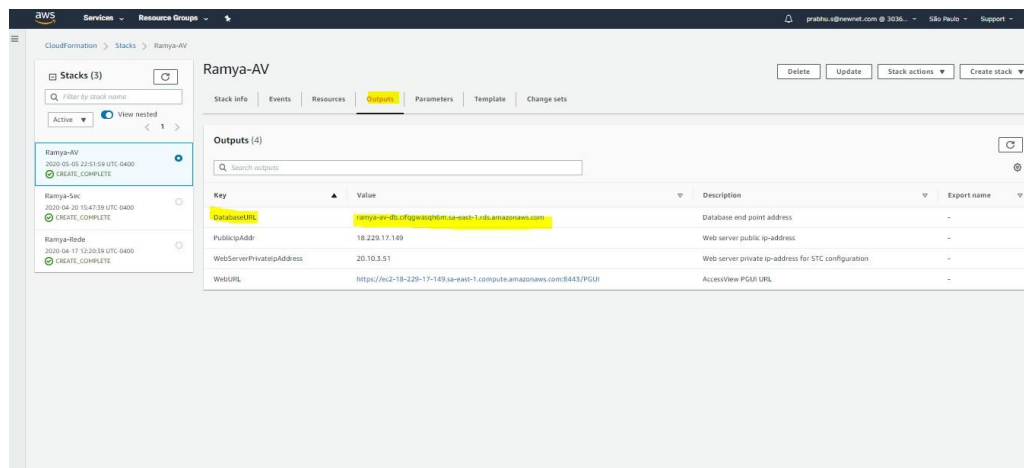 aws Services Resource Groups prabhu.s@newnet.com @ 3036... São Paulo Support
CloudFormation > Stacks > Ramya-AV
Stacks (3)
Filter by stack name
Active View nested
1
Ramya-AV
2020-05-05 22:51:59 UTC-0400
CREATE_COMPLETE
Ramya-Sec
2020-04-20 15:47:39 UTC-0400
CREATE_COMPLETE
Ramya-Rede
2020-04-17 12:20:39 UTC-0400
CREATE_COMPLETE
Ramya-AV
Delete Update Stack actions Create stack
Stack info Events Resources Outputs Parameters Template Change sets
Outputs (4)
Search outputs
Key Value Description Export name
DatabaseURL ramya-av-db.cifqgwasqh6m.sa-east-1.rds.amazonaws.com Database end point address -
PublicIpAddr 18.229.17.149 Web server public ip-address -
WebServerPrivateIpAddress 20.10.3.51 Web server private ip-address for STC configuration -
WebURL https://ec2-18-229-17-149.sa-east-1.compute.amazonaws.com:8443/PGUI AccessView PGUI URL -